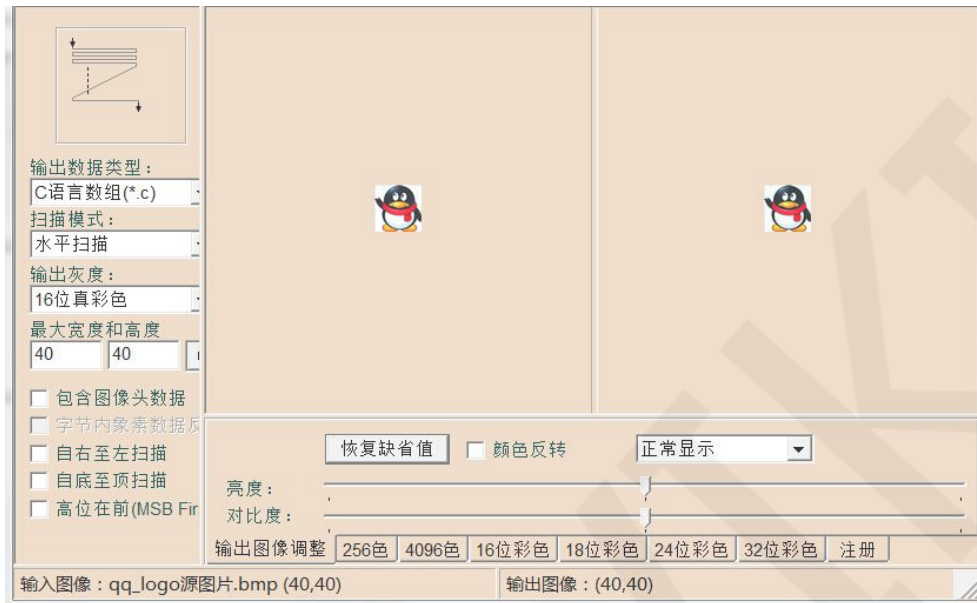 输出数据类型：
C语言数组(*.c)
扫描模式：
水平扫描
输出灰度：
16位真彩色
最大宽度和高度
40 40
包含图像头数据
字节内象素数据反
自右至左扫描
自底至顶扫描
高位在前(MSB Fir
恢复缺省值 颜色反转 正常显示
亮度：
对比度：
输出图像调整 256色 4096色 16位彩色 18位彩色 24位彩色 32位彩色 注册
输入图像：qq_logo源图片.bmp (40,40) 输出图像：(40,40)